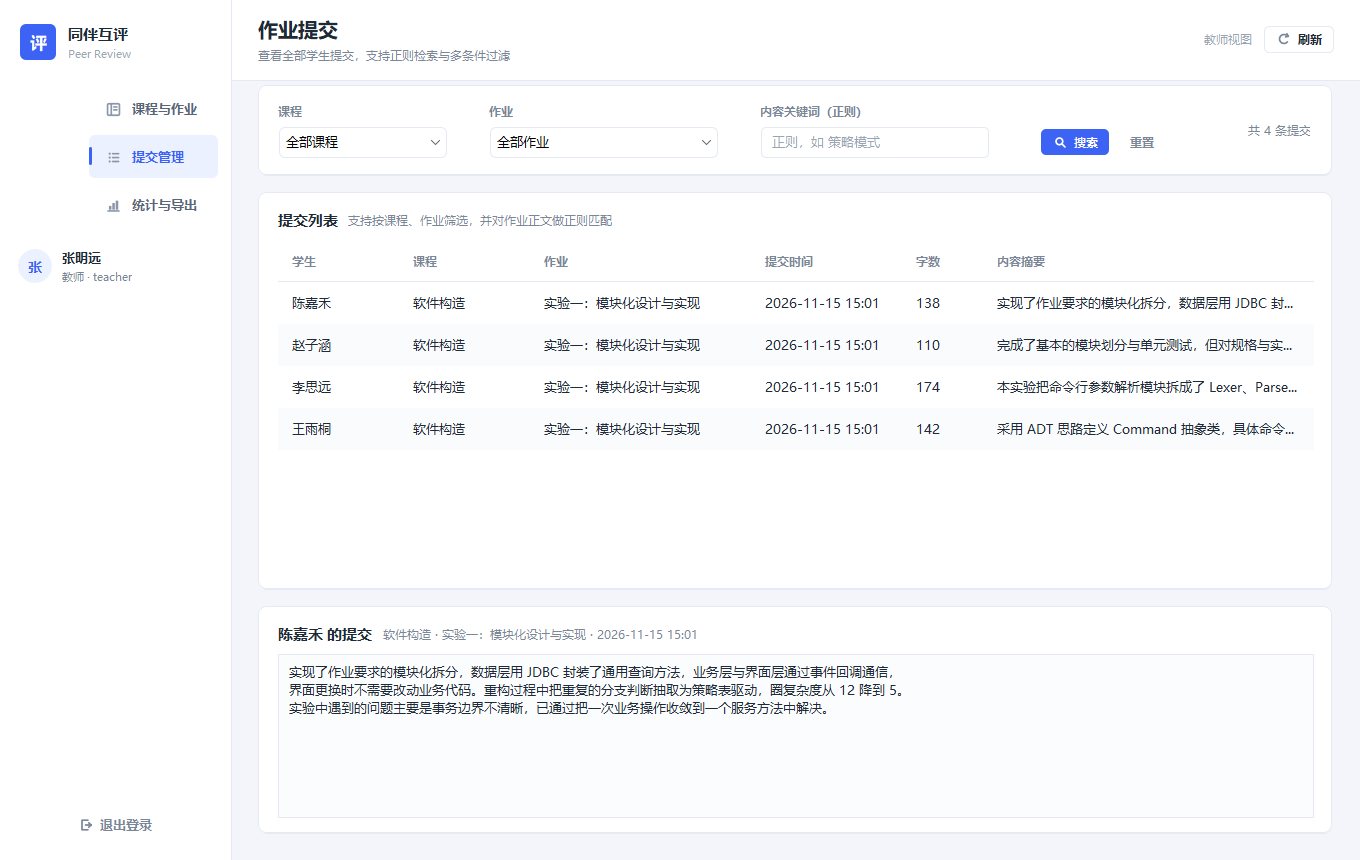 评
同伴互评
Peer Review
课程与作业
提交管理
统计与导出
张
张明远
教师 · teacher
退出登录
作业提交
查看全部学生提交，支持正则检索与多条件过滤
教师视图
刷新
课程
作业
内容关键词（正则）
全部课程
全部作业
正则，如 策略模式
搜索
重置
共 4 条提交
提交列表 支持按课程、作业筛选，并对作业正文做正则匹配
学生 课程 作业 提交时间 字数 内容摘要
陈嘉禾 软件构造 实验一：模块化设计与实现 2026-11-15 15:01 138 实现了作业要求的模块化拆分，数据层用 JDBC 封...
赵子涵 软件构造 实验一：模块化设计与实现 2026-11-15 15:01 110 完成了基本的模块划分与单元测试，但对规格与实...
李思远 软件构造 实验一：模块化设计与实现 2026-11-15 15:01 174 本实验把命令行参数解析模块拆成了 Lexer、Parse...
王雨桐 软件构造 实验一：模块化设计与实现 2026-11-15 15:01 142 采用 ADT 思路定义 Command 抽象类，具体命令...
陈嘉禾 的提交 软件构造 · 实验一：模块化设计与实现 · 2026-11-15 15:01
实现了作业要求的模块化拆分，数据层用 JDBC 封装了通用查询方法，业务层与界面层通过事件回调通信，
界面更换时不需要改动业务代码。重构过程中把重复的分支判断抽取为策略表驱动，圈复杂度从 12 降到 5。
实验中遇到的问题主要是事务边界不清晰，已通过把一次业务操作收敛到一个服务方法中解决。